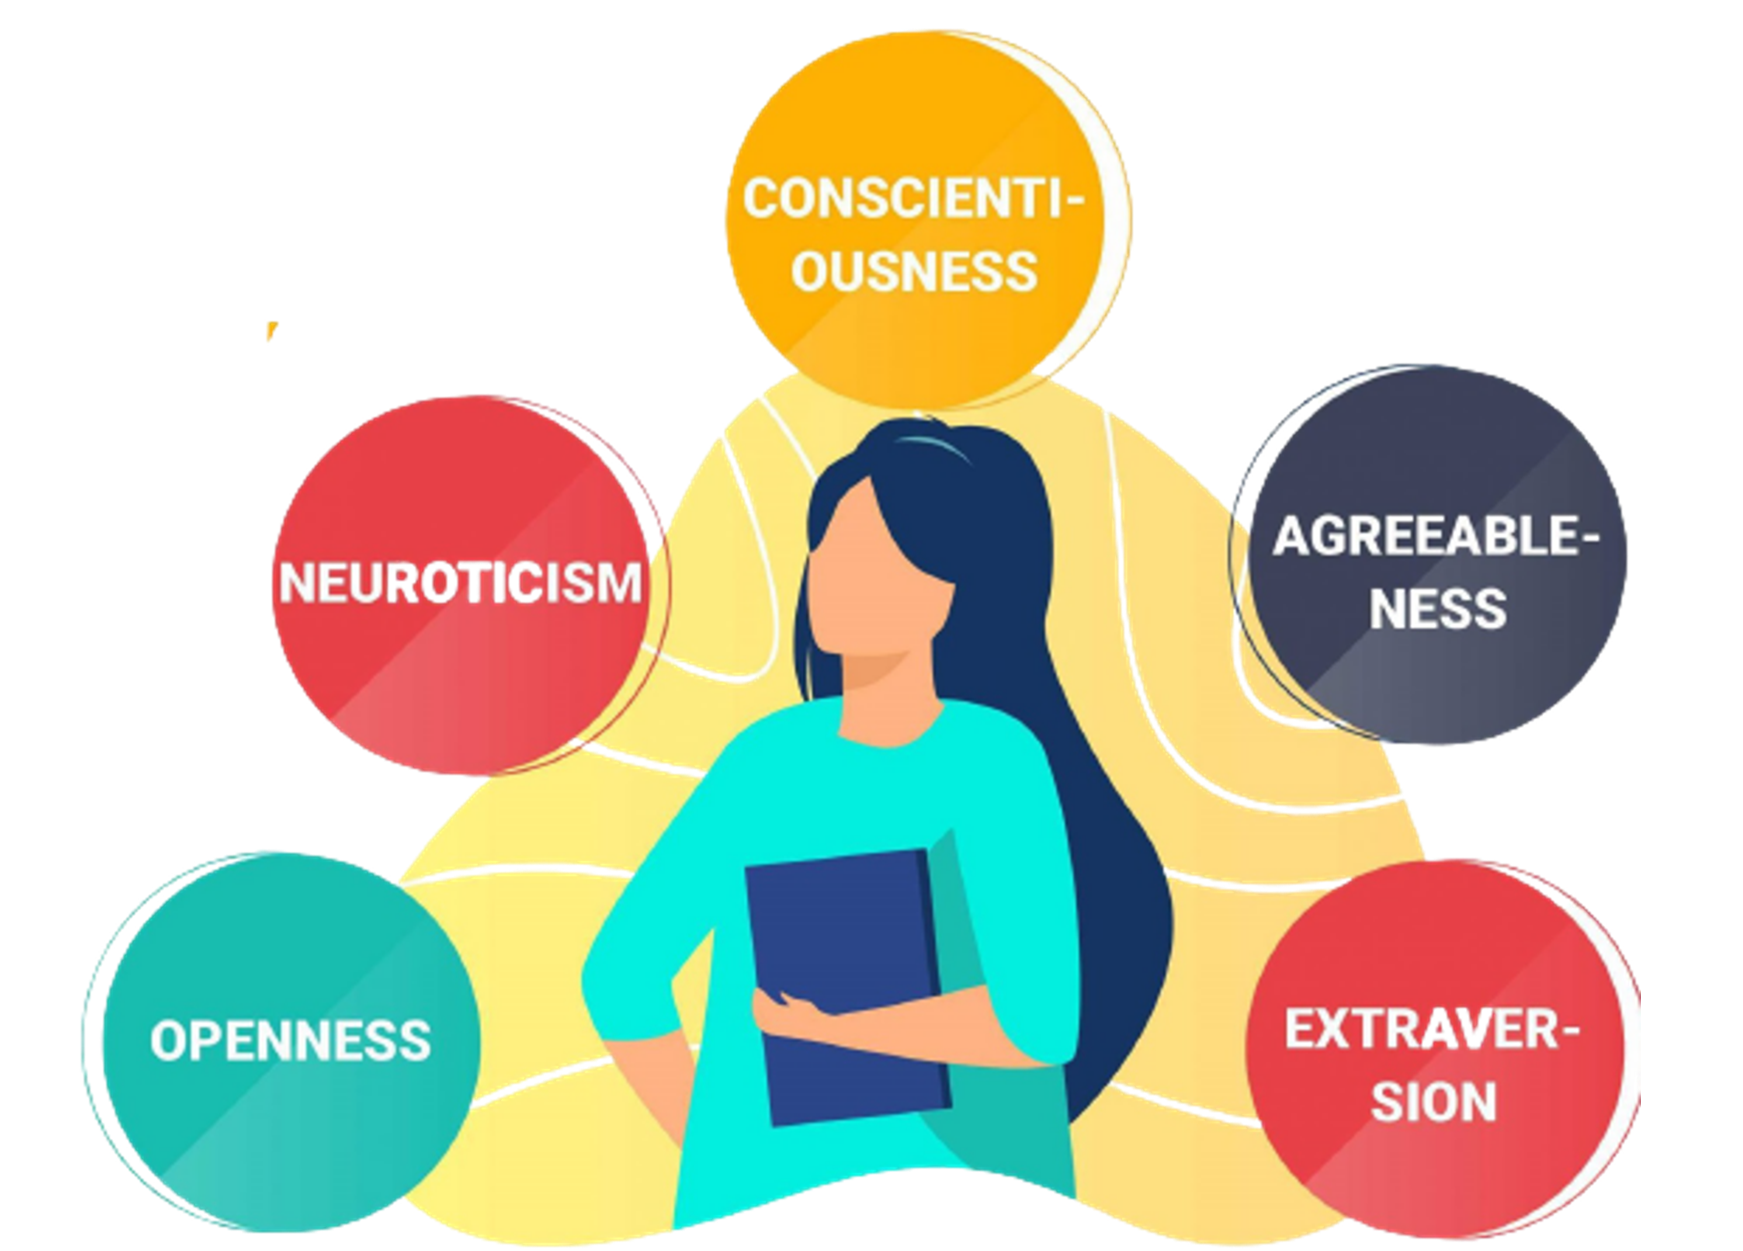 CONSCIENTI-
OUSNESS
NEUROTICISM
AGREEABLE-
NESS
OPENNESS
EXTRAVER-
SION